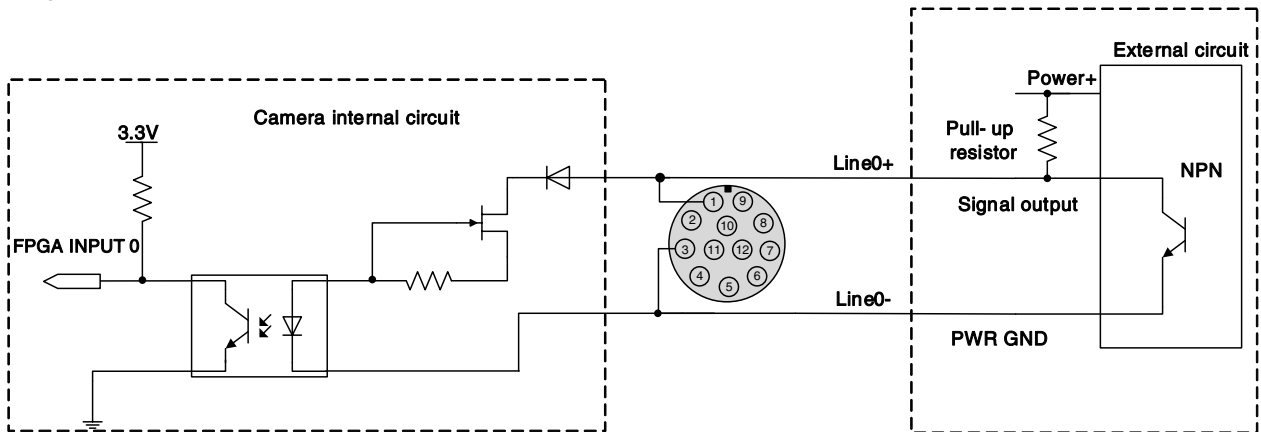 External circuit
Power+
Camera internal circuit
3.3V
Pull- up
resistor
Line0+
NPN
Signal output
FPGA INPUT 0
1
9
2
10
8
3
11
12
7
4
5
6
Line0-
PWR GND